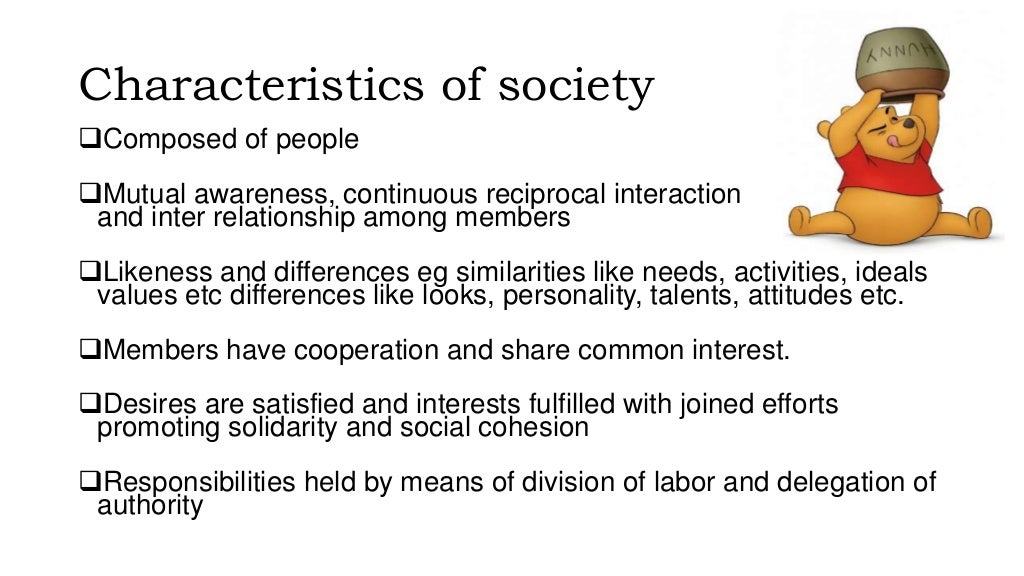 Characteristics of society
❑Composed of people
❑Mutual awareness, continuous reciprocal interaction
and inter relationship among members
❑Likeness and differences eg similarities like needs, activities, ideals
values etc differences like looks, personality, talents, attitudes etc.
❑Members have cooperation and share common interest.
❑Desires are satisfied and interests fulfilled with joined efforts
promoting solidarity and social cohesion
❑Responsibilities held by means of division of labor and delegation of
authority
HUNNY